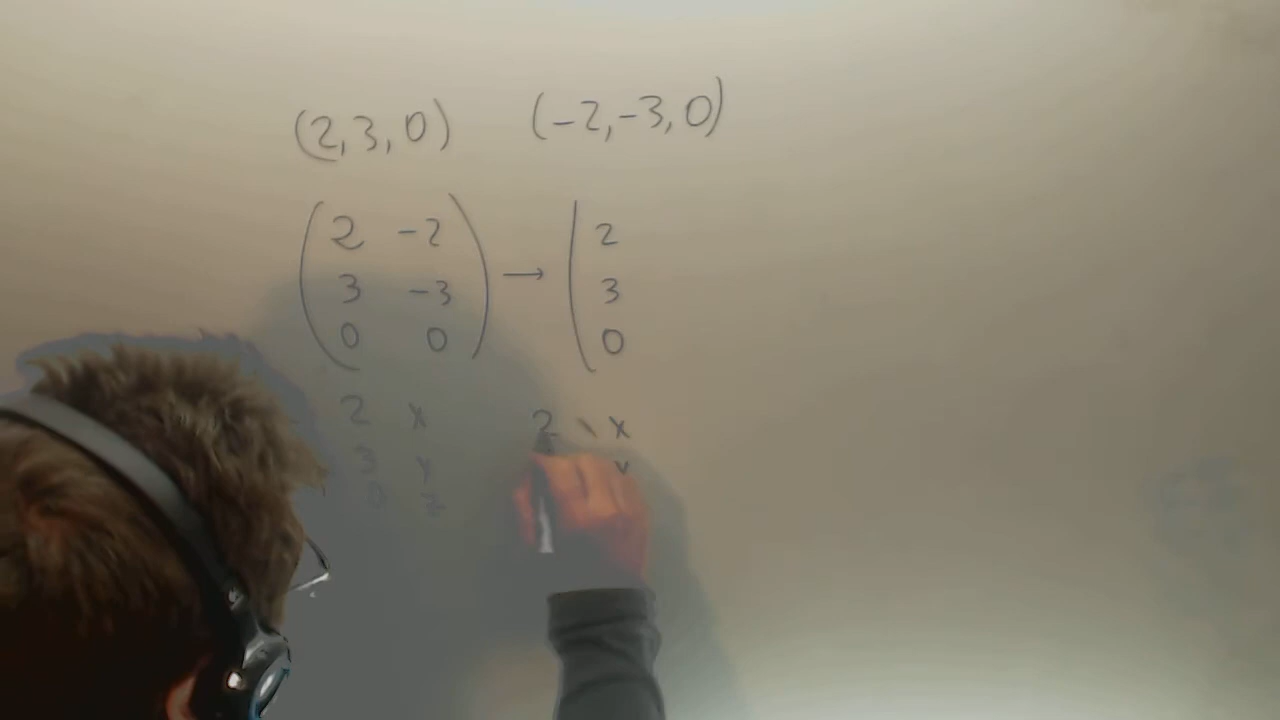 (2,3,0) (-2,-3,0)
2 -2 → 2
3 -3 3
0 0 0
2 x 2 x
3 y y
0 z